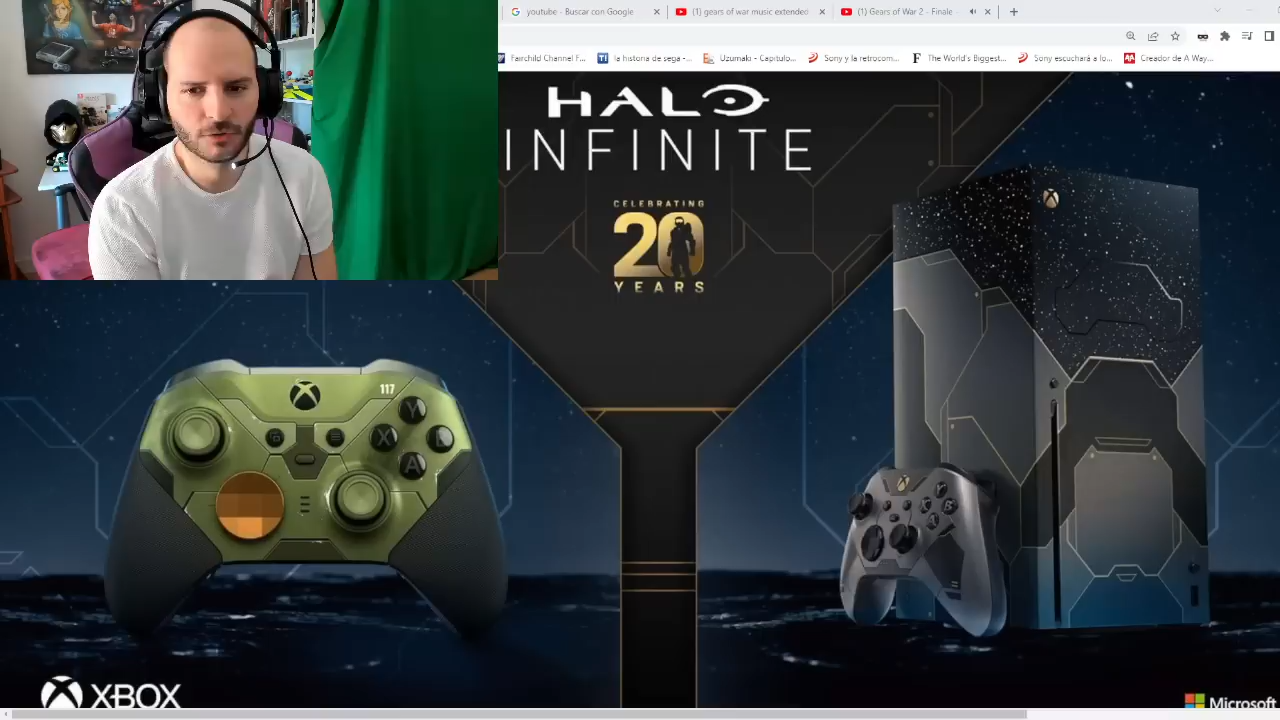 youtube - Buscar con Google
(1) gears of war music extended
(1) Gears of War 2 - Finale
Fairchild Channel F...
TI
la historia de sega -...
Uzumaki - Capitulo...
Sony y la retrocom...
F
The World's Biggest...
Sony escuchará a lo...
AA
Creador de A Way...
HALO
INFINITE
CELEBRATING
20
YEARS
117
Y
X
A
Y
X
B
A
XBOX
Microsoft